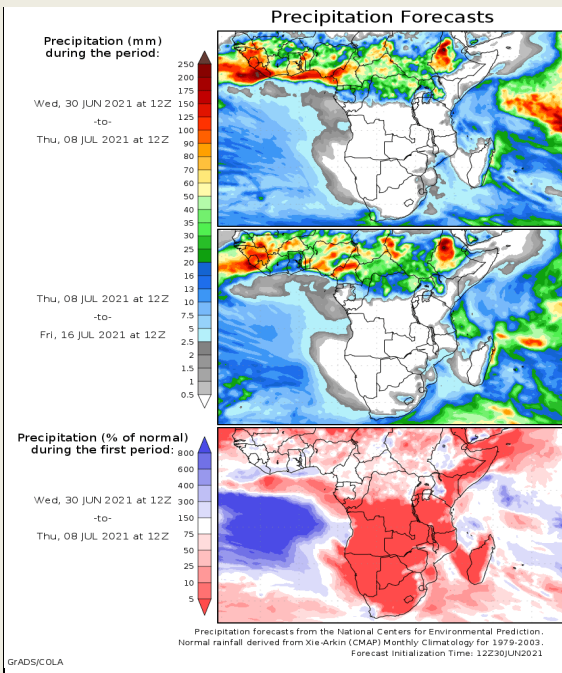 Precipitation Forecasts
Precipitation (mm)
during the period:
Wed, 30 JUN 2021 at 12Z
-to-
Thu, 08 JUL 2021 at 12Z
250
200
175
150
125
100
90
80
70
60
50
40
35
30
25
20
16
13
10
7.5
5
2.5
2
1.5
1
0.5
Thu, 08 JUL 2021 at 12Z
-to-
Fri, 16 JUL 2021 at 12Z
Precipitation (% of normal)
during the first period:
Wed, 30 JUN 2021 at 12Z
-to-
Thu, 08 JUL 2021 at 12Z
800
600
400
300
150
75
50
25
10
5
Precipitation forecasts from the National Centers for Environmental Prediction.
Normal rainfall derived from Xie-Arkin (CMAP) Monthly Climatology for 1979-2003.
Forecast Initialization Time: 12Z30JUN2021
GrADS/COLA